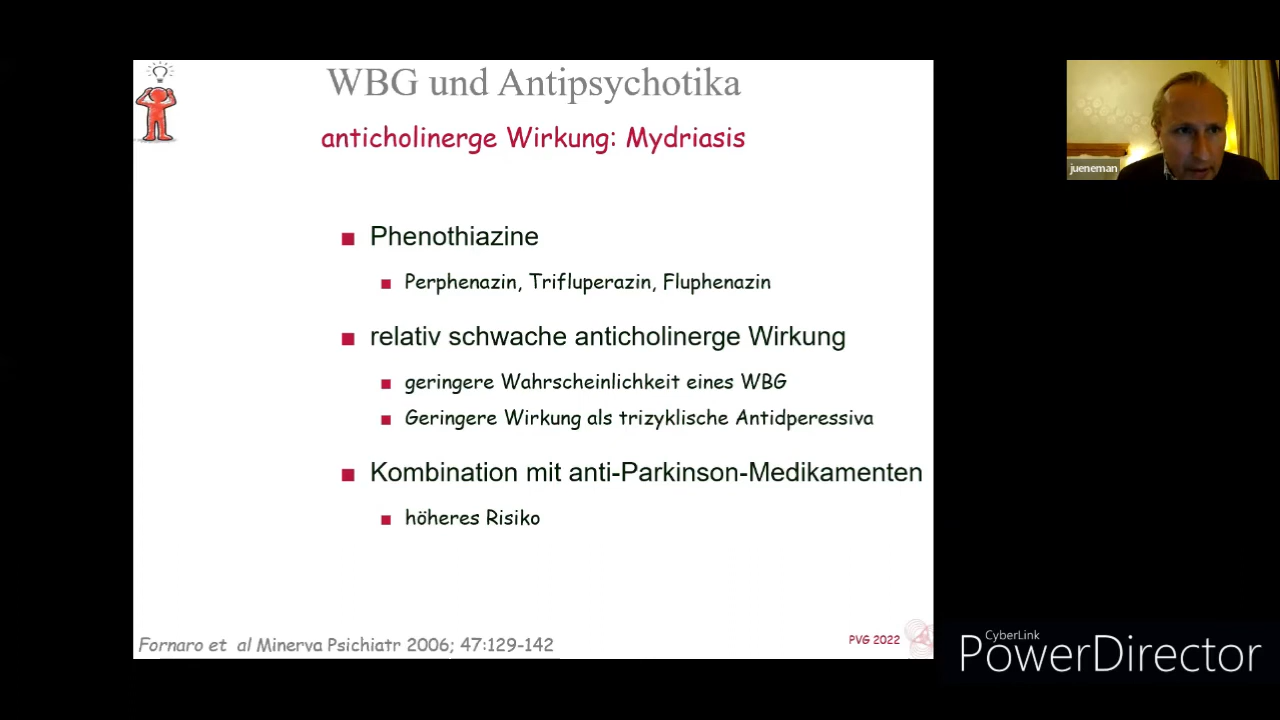 WBG und Antipsychotika
anticholinerge Wirkung: Mydriasis
jueneman
Phenothiazine
Perphenazin, Trifluperazin, Fluphenazin
relativ schwache anticholinerge Wirkung
geringere Wahrscheinlichkeit eines WBG
Geringere Wirkung als trizyklische Antidperessiva
Kombination mit anti-Parkinson-Medikamenten
höheres Risiko
Fornaro et al Minerva Psichiatr 2006; 47:129-142
PVG 2022
CyberLink
PowerDirector